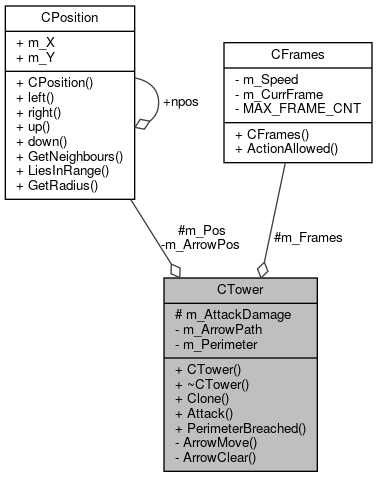 CPosition
+ m_X
+ m_Y
+ CPosition()
+ left()
+ right()
+ up()
+ down()
+ GetNeighbours()
+ LiesInRange()
+ GetRadius()
+npos
CFrames
- m_Speed
- m_CurrFrame
- MAX_FRAME_CNT
+ CFrames()
+ ActionAllowed()
#m_Pos
-m_ArrowPos
#m_Frames
CTower
# m_AttackDamage
- m_ArrowPath
- m_Perimeter
+ CTower()
+ ~CTower()
+ Clone()
+ Attack()
+ PerimeterBreached()
- ArrowMove()
- ArrowClear()